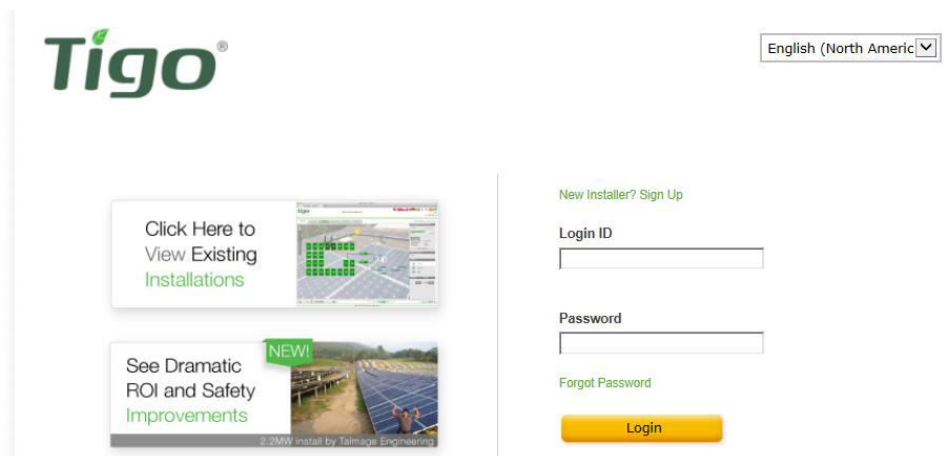 Tigo®
English (North Americ
New Installer? Sign Up
Login ID
Password
Forgot Password
Login
Click Here to
View Existing
Installations
NEW!
See Dramatic
ROI and Safety
Improvements
2.2MW install by Talmage Engineering